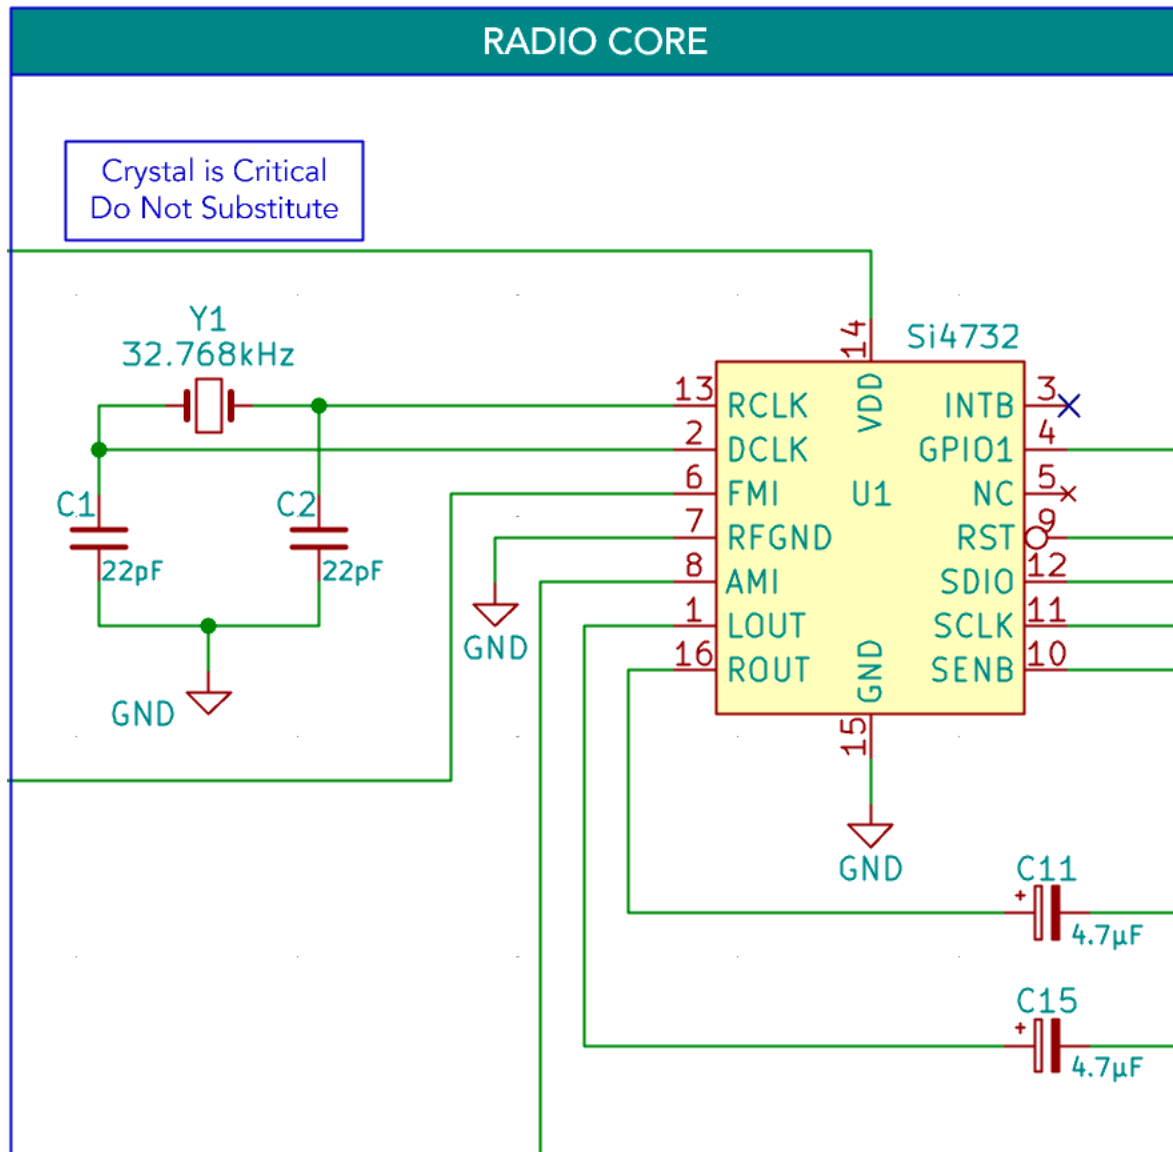 RADIO CORE
Crystal is Critical
Do Not Substitute
Y1
32.768kHz
C1
22pF
C2
22pF
GND
GND
Si4732
U1
14
VDD
13
RCLK
2
DCLK
6
FMI
7
RFGND
8
AMI
1
LOUT
16
ROUT
INTB
3
GPIO1
4
NC
5
RST
9
SDIO
12
SCLK
11
SENB
10
GND
15
GND
C11
+
4.7µF
C15
+
4.7µF